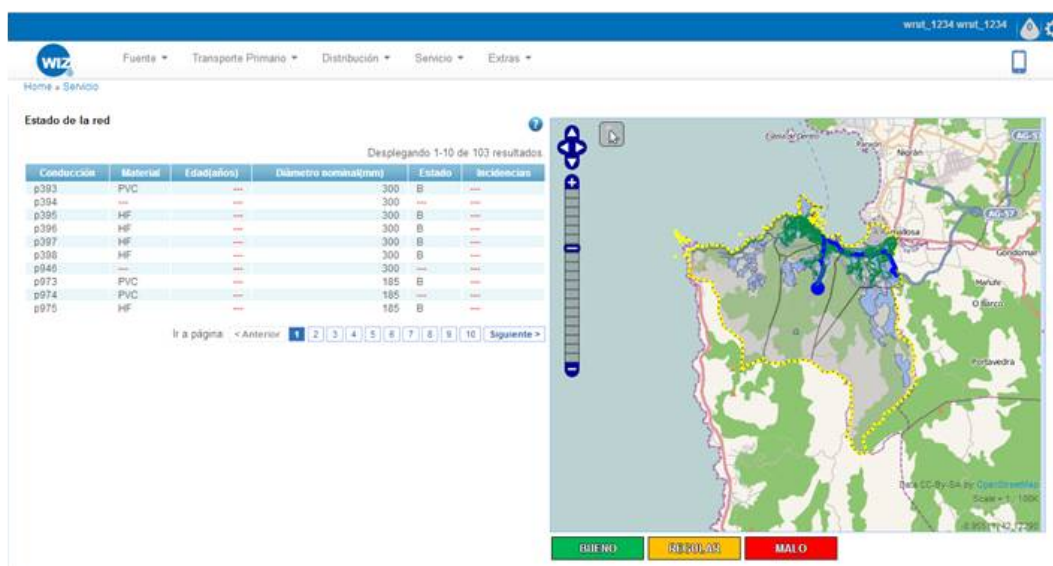 wrut_1234 wrut_1234
0
WIZ
Fuente Transporte Primario Distribución Servicio Extras
Home » Servicio
Estado de la red
?
Desplegando 1-10 de 103 resultados.
Conducción Material Edad(años) Diámetro nominal(mm) Estado Incidencias
p393 PVC --- 300 B ---
p394 --- --- 300 --- ---
p395 HF --- 300 B ---
p396 HF --- 300 B ---
p397 HF --- 300 B ---
p398 HF --- 300 B ---
p946 --- --- 300 --- ---
p973 PVC --- 185 B ---
p974 PVC --- 185 --- ---
p975 HF --- 185 B ---
Ir a página: < Anterior 1 2 3 4 5 6 7 8 9 10 Siguiente >
AG-57
Nigrán
AG-57
Gondomar
Mañufe
O Barco
Portavedra
Data CC-By-SA by OpenStreetMap
Scale = 1 : 100K
BUENO REGULAR MALO